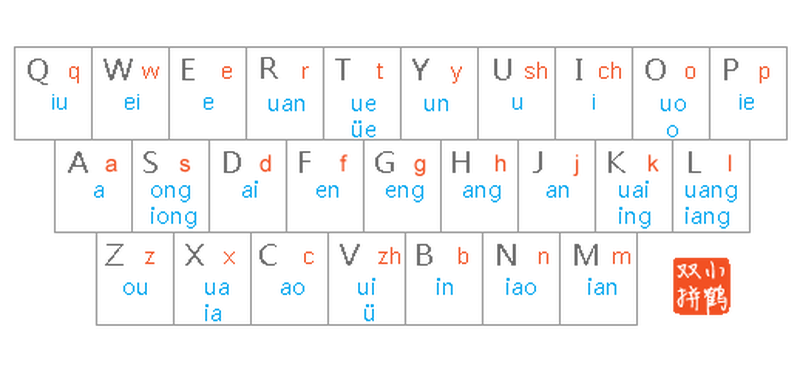 Q q W w E e R r T t Y y U sh I ch O o P p
iu ei e uan ue un u i uo ie
üe o
A a S s D d F f G g H h J j K k L l
a ong ai en eng ang an uai uang
iong ing iang
Z z X x C c V zh B b N n M m
ou ua ao ui in iao ian
ia ü
双小
拼鹤